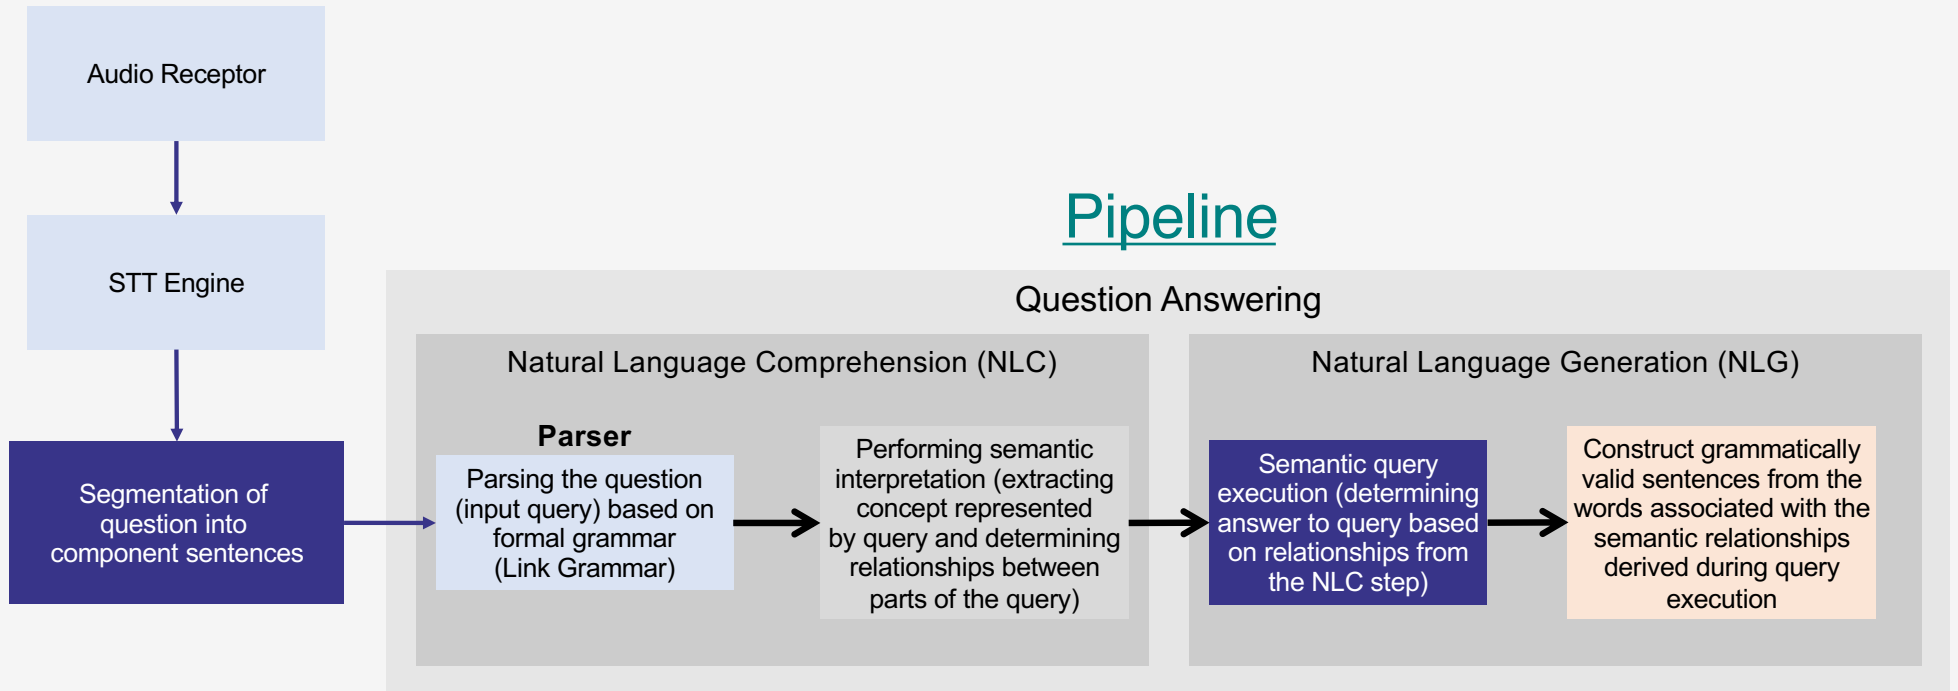 Audio Receptor
STT Engine
Segmentation of
question into
component sentences
Pipeline
Question Answering
Natural Language Comprehension (NLC)
Parser
Parsing the question
(input query) based on
formal grammar
(Link Grammar)
Performing semantic
interpretation (extracting
concept represented
by query and determining
relationships between
parts of the query)
Natural Language Generation (NLG)
Semantic query
execution (determining
answer to query based
on relationships from
the NLC step)
Construct grammatically
valid sentences from the
words associated with the
semantic relationships
derived during query
execution